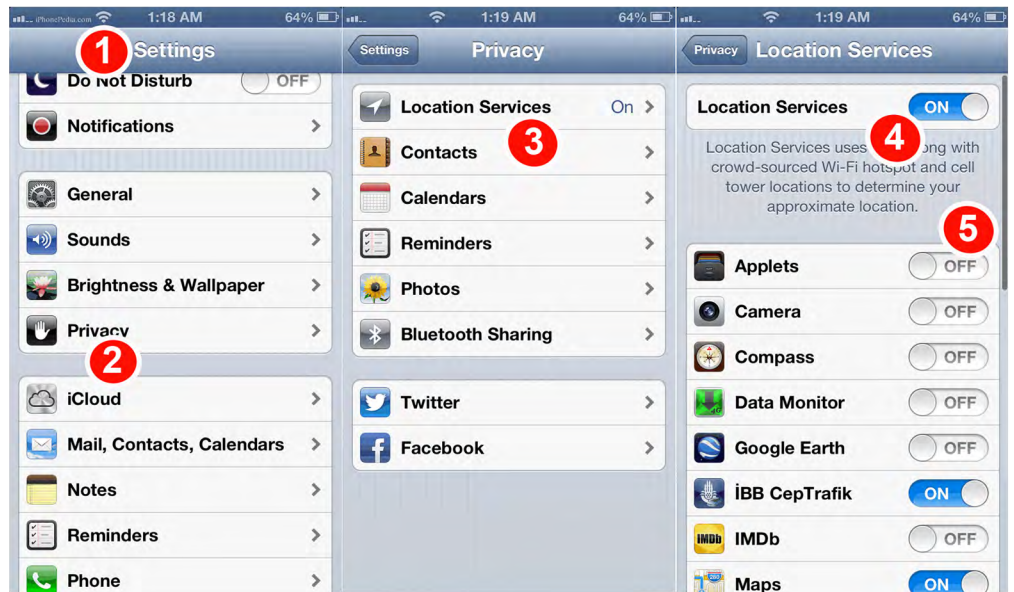 iPhonePedia.com 1:18 AM 64%
1 Settings
Do Not Disturb OFF
Notifications
General
Sounds
Brightness & Wallpaper
Privacy
2
iCloud
Mail, Contacts, Calendars
Notes
Reminders
Phone
1:19 AM 64%
Settings Privacy
Location Services On
3
Contacts
Calendars
Reminders
Photos
Bluetooth Sharing
Twitter
Facebook
1:19 AM 64%
Privacy Location Services
Location Services ON
4
Location Services uses ong with
crowd-sourced Wi-Fi hotspot and cell
tower locations to determine your
approximate location.
5
Applets OFF
Camera OFF
Compass OFF
Data Monitor OFF
Google Earth OFF
İBB CepTrafik ON
IMDb IMDb OFF
280
Maps ON